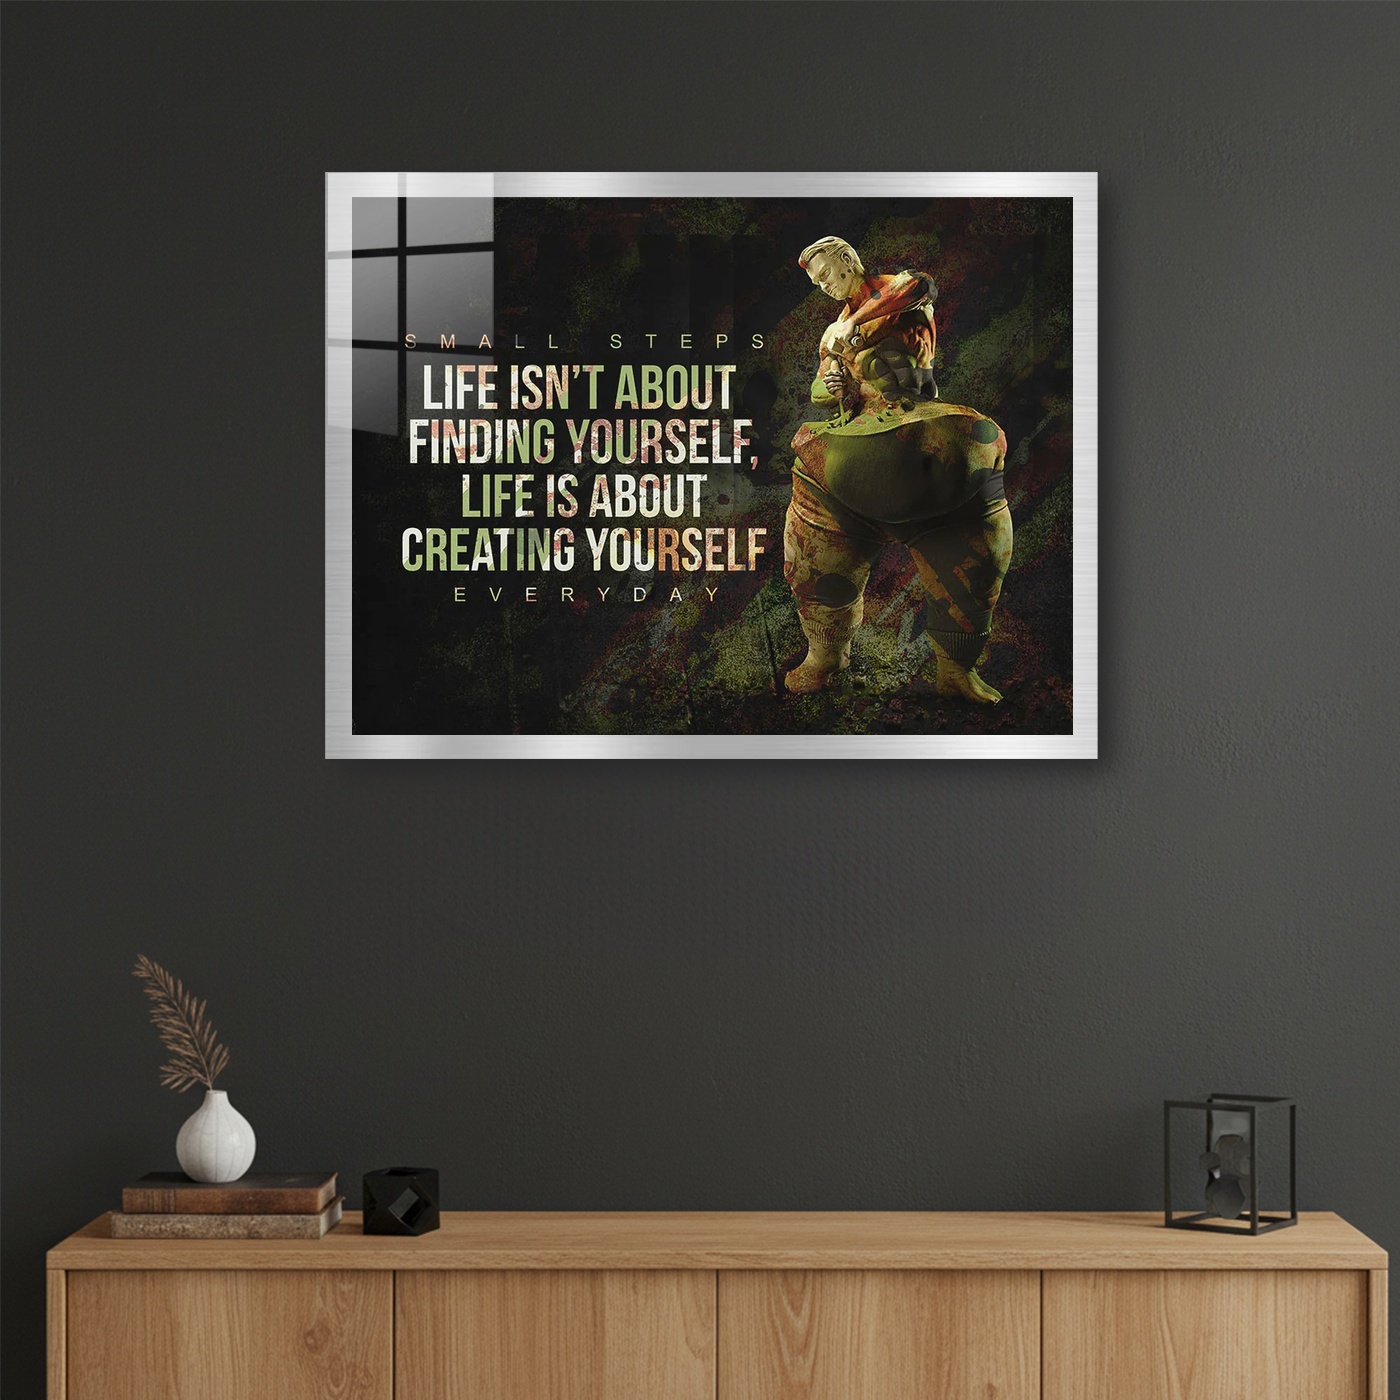 SMALL STEPS
LIFE ISN'T ABOUT
FINDING YOURSELF,
LIFE IS ABOUT
CREATING YOURSELF
EVERYDAY